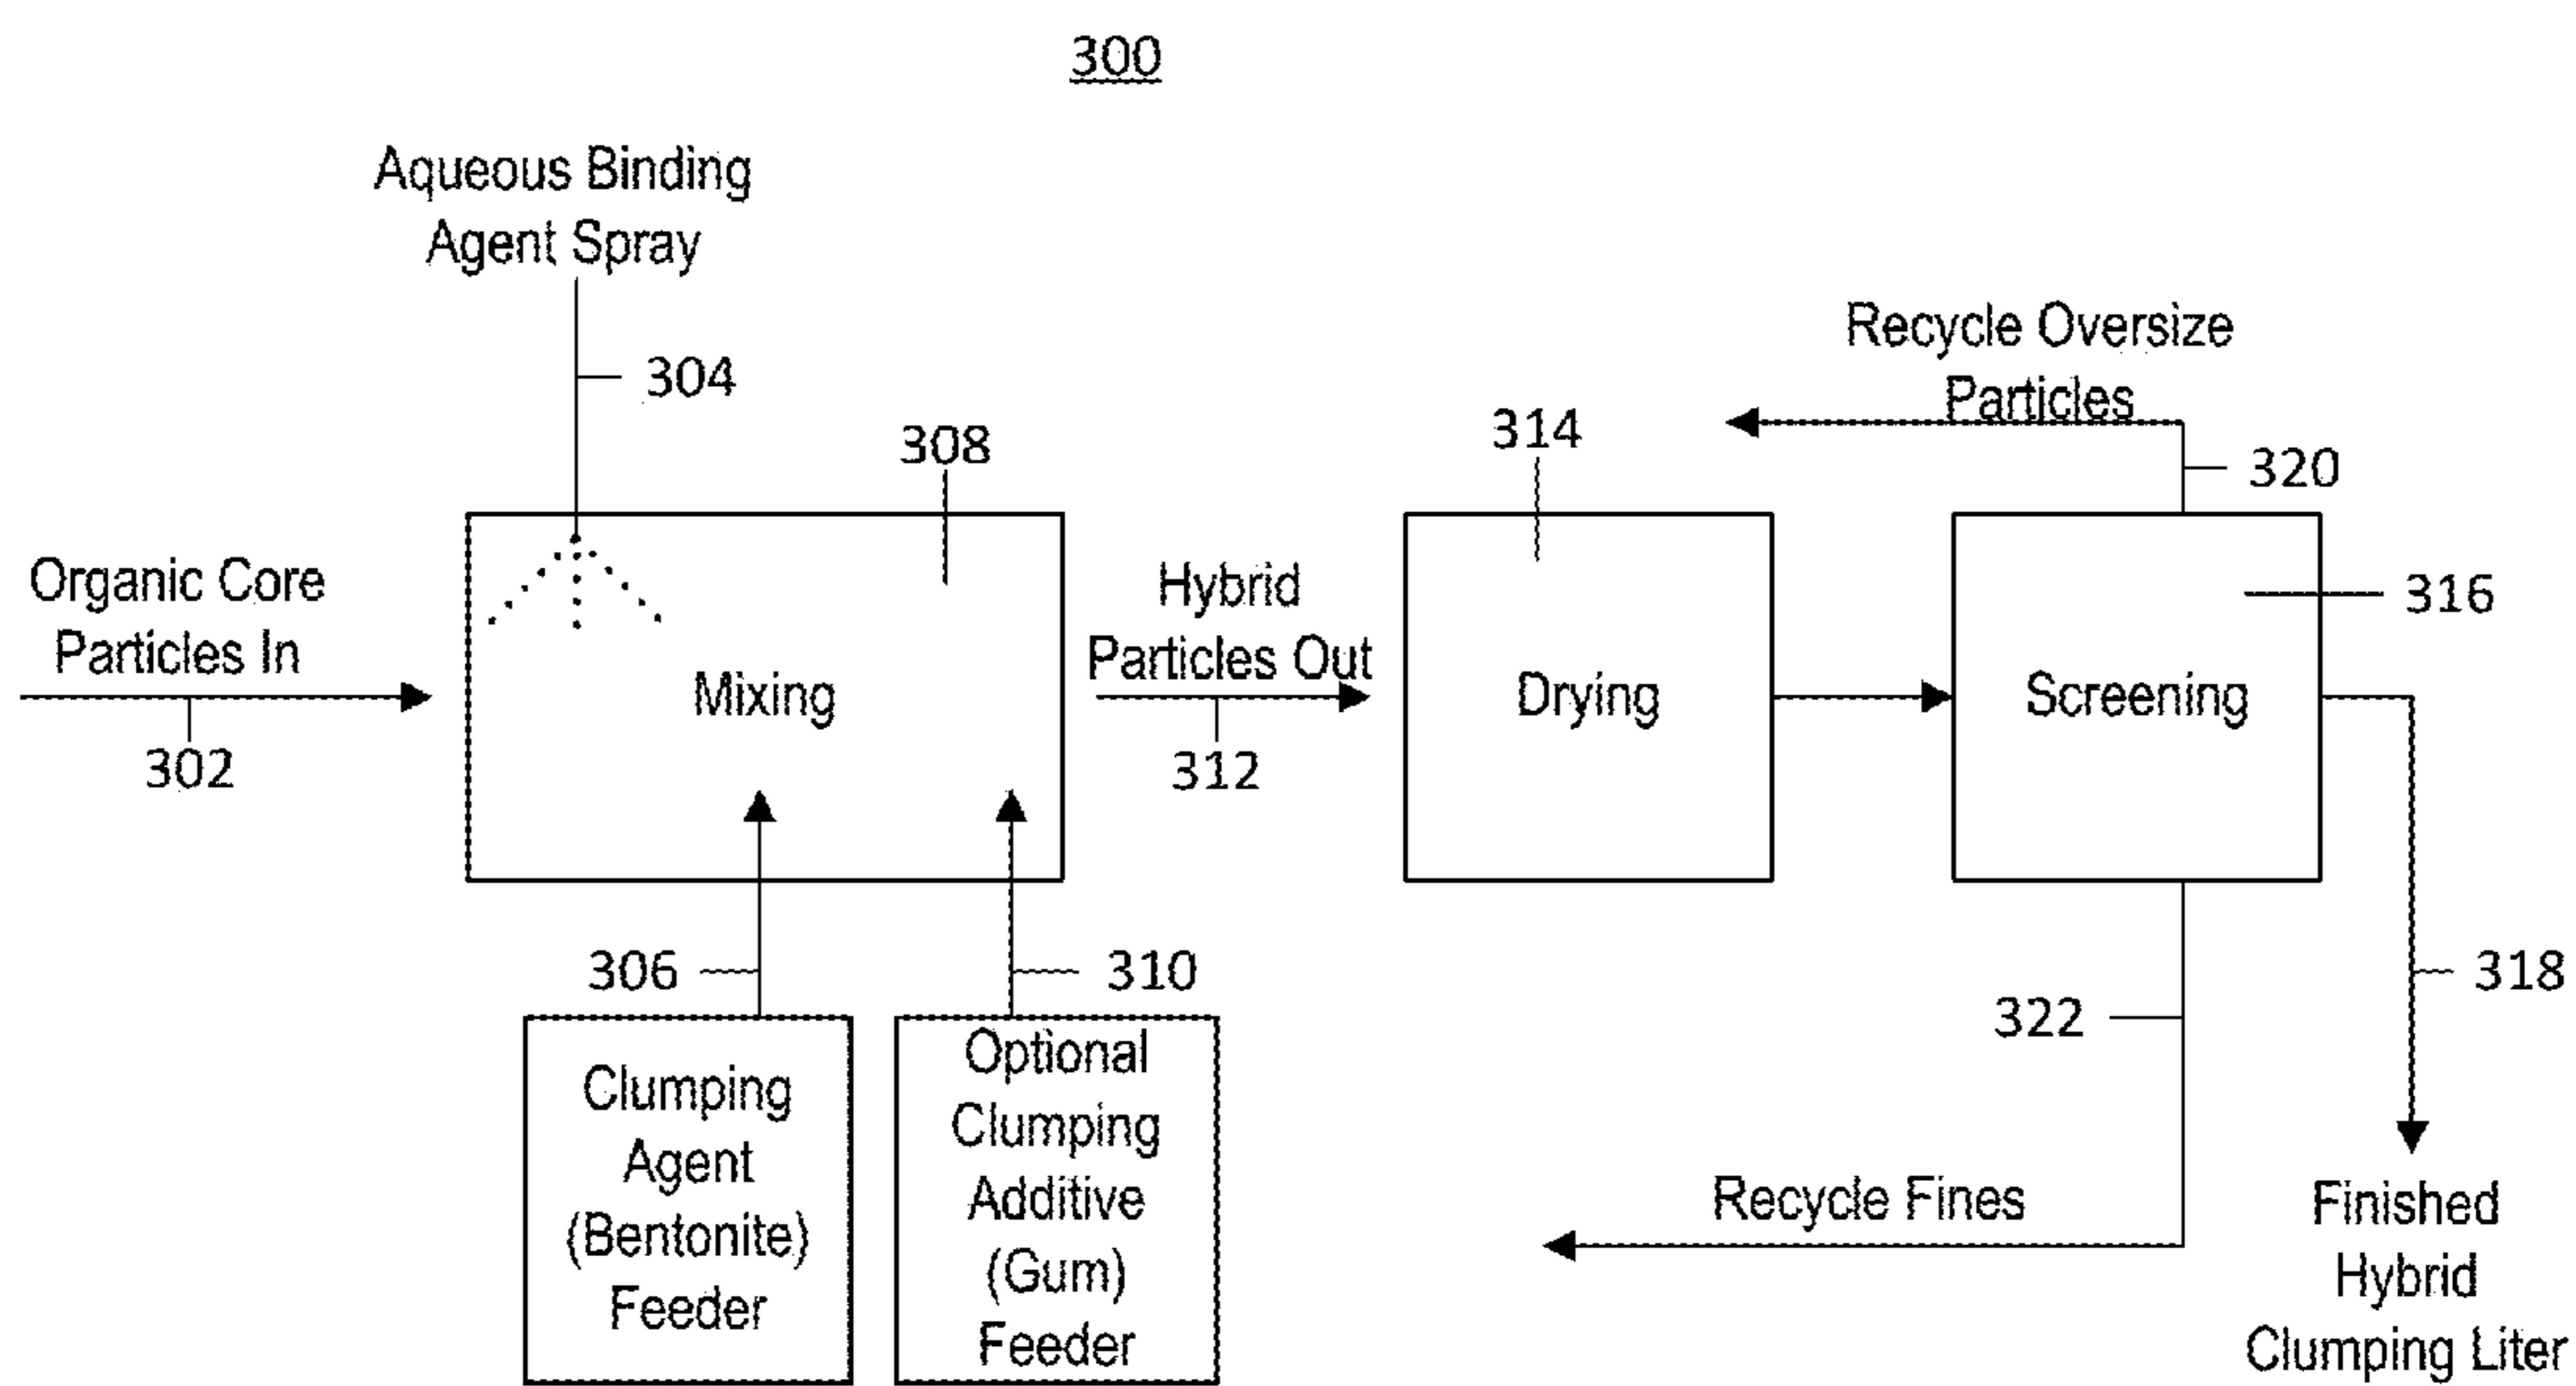 300
Aqueous Binding
Agent Spray
304
308
Organic Core
Particles In
302
Mixing
Hybrid
Particles Out
312
314
Drying
Recycle Oversize
Particles
320
316
Screening
306
310
318
322
Clumping
Agent
(Bentonite)
Feeder
Optional
Clumping
Additive
(Gum)
Feeder
Recycle Fines
Finished
Hybrid
Clumping Liter